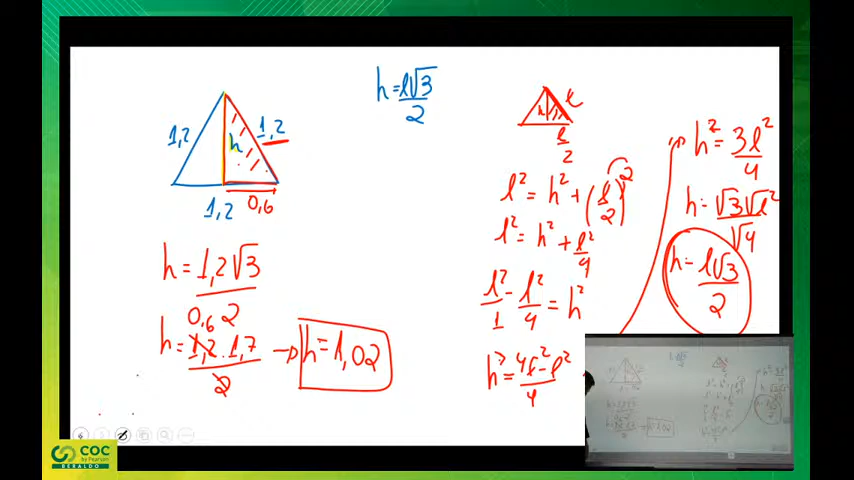 h = l√3/2
1,2
1,2
h
0,6
1,2
h = 1,2√3/2
0,6
h = 1,2 . 1,7/2 → h = 1,02
h
l
l/2
l² = h² + (l/2)²
l² = h² + l²/4
l²/1 - l²/4 = h²
h² = 4l² - l²/4
h² = 3l²/4
h = √3√l²/√4
h = l√3/2
COC
by Pearson
BERALDO